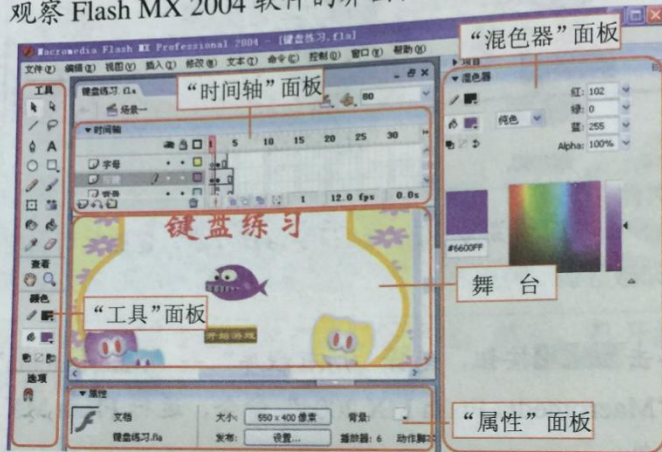 观察 Flash MX 2004 软件的界面
Macromedia Flash MX Professional 2004 - [键盘练习.fla]
文件(F) 编辑(E) 视图(V) 插入(I) 修改(M) 文本(T) 命令(C) 控制(O) 窗口(W) 帮助(H)
“混色器”面板
工具
键盘练习.fla
场景一
“时间轴”面板
80
混色器
红: 102
纯色
绿: 0
蓝: 255
Alpha: 100%
时间轴
1 5 10 15 20 25 30
字母
背景
1 12.0 fps 0.0s
查看
颜色
选项
键盘练习
#6600FF
舞 台
“工具”面板
开始游戏
属性
文档
大小: 550 x 400 像素 背景:
“属性”面板
键盘练习.fla
发布: 设置... 播放器: 6